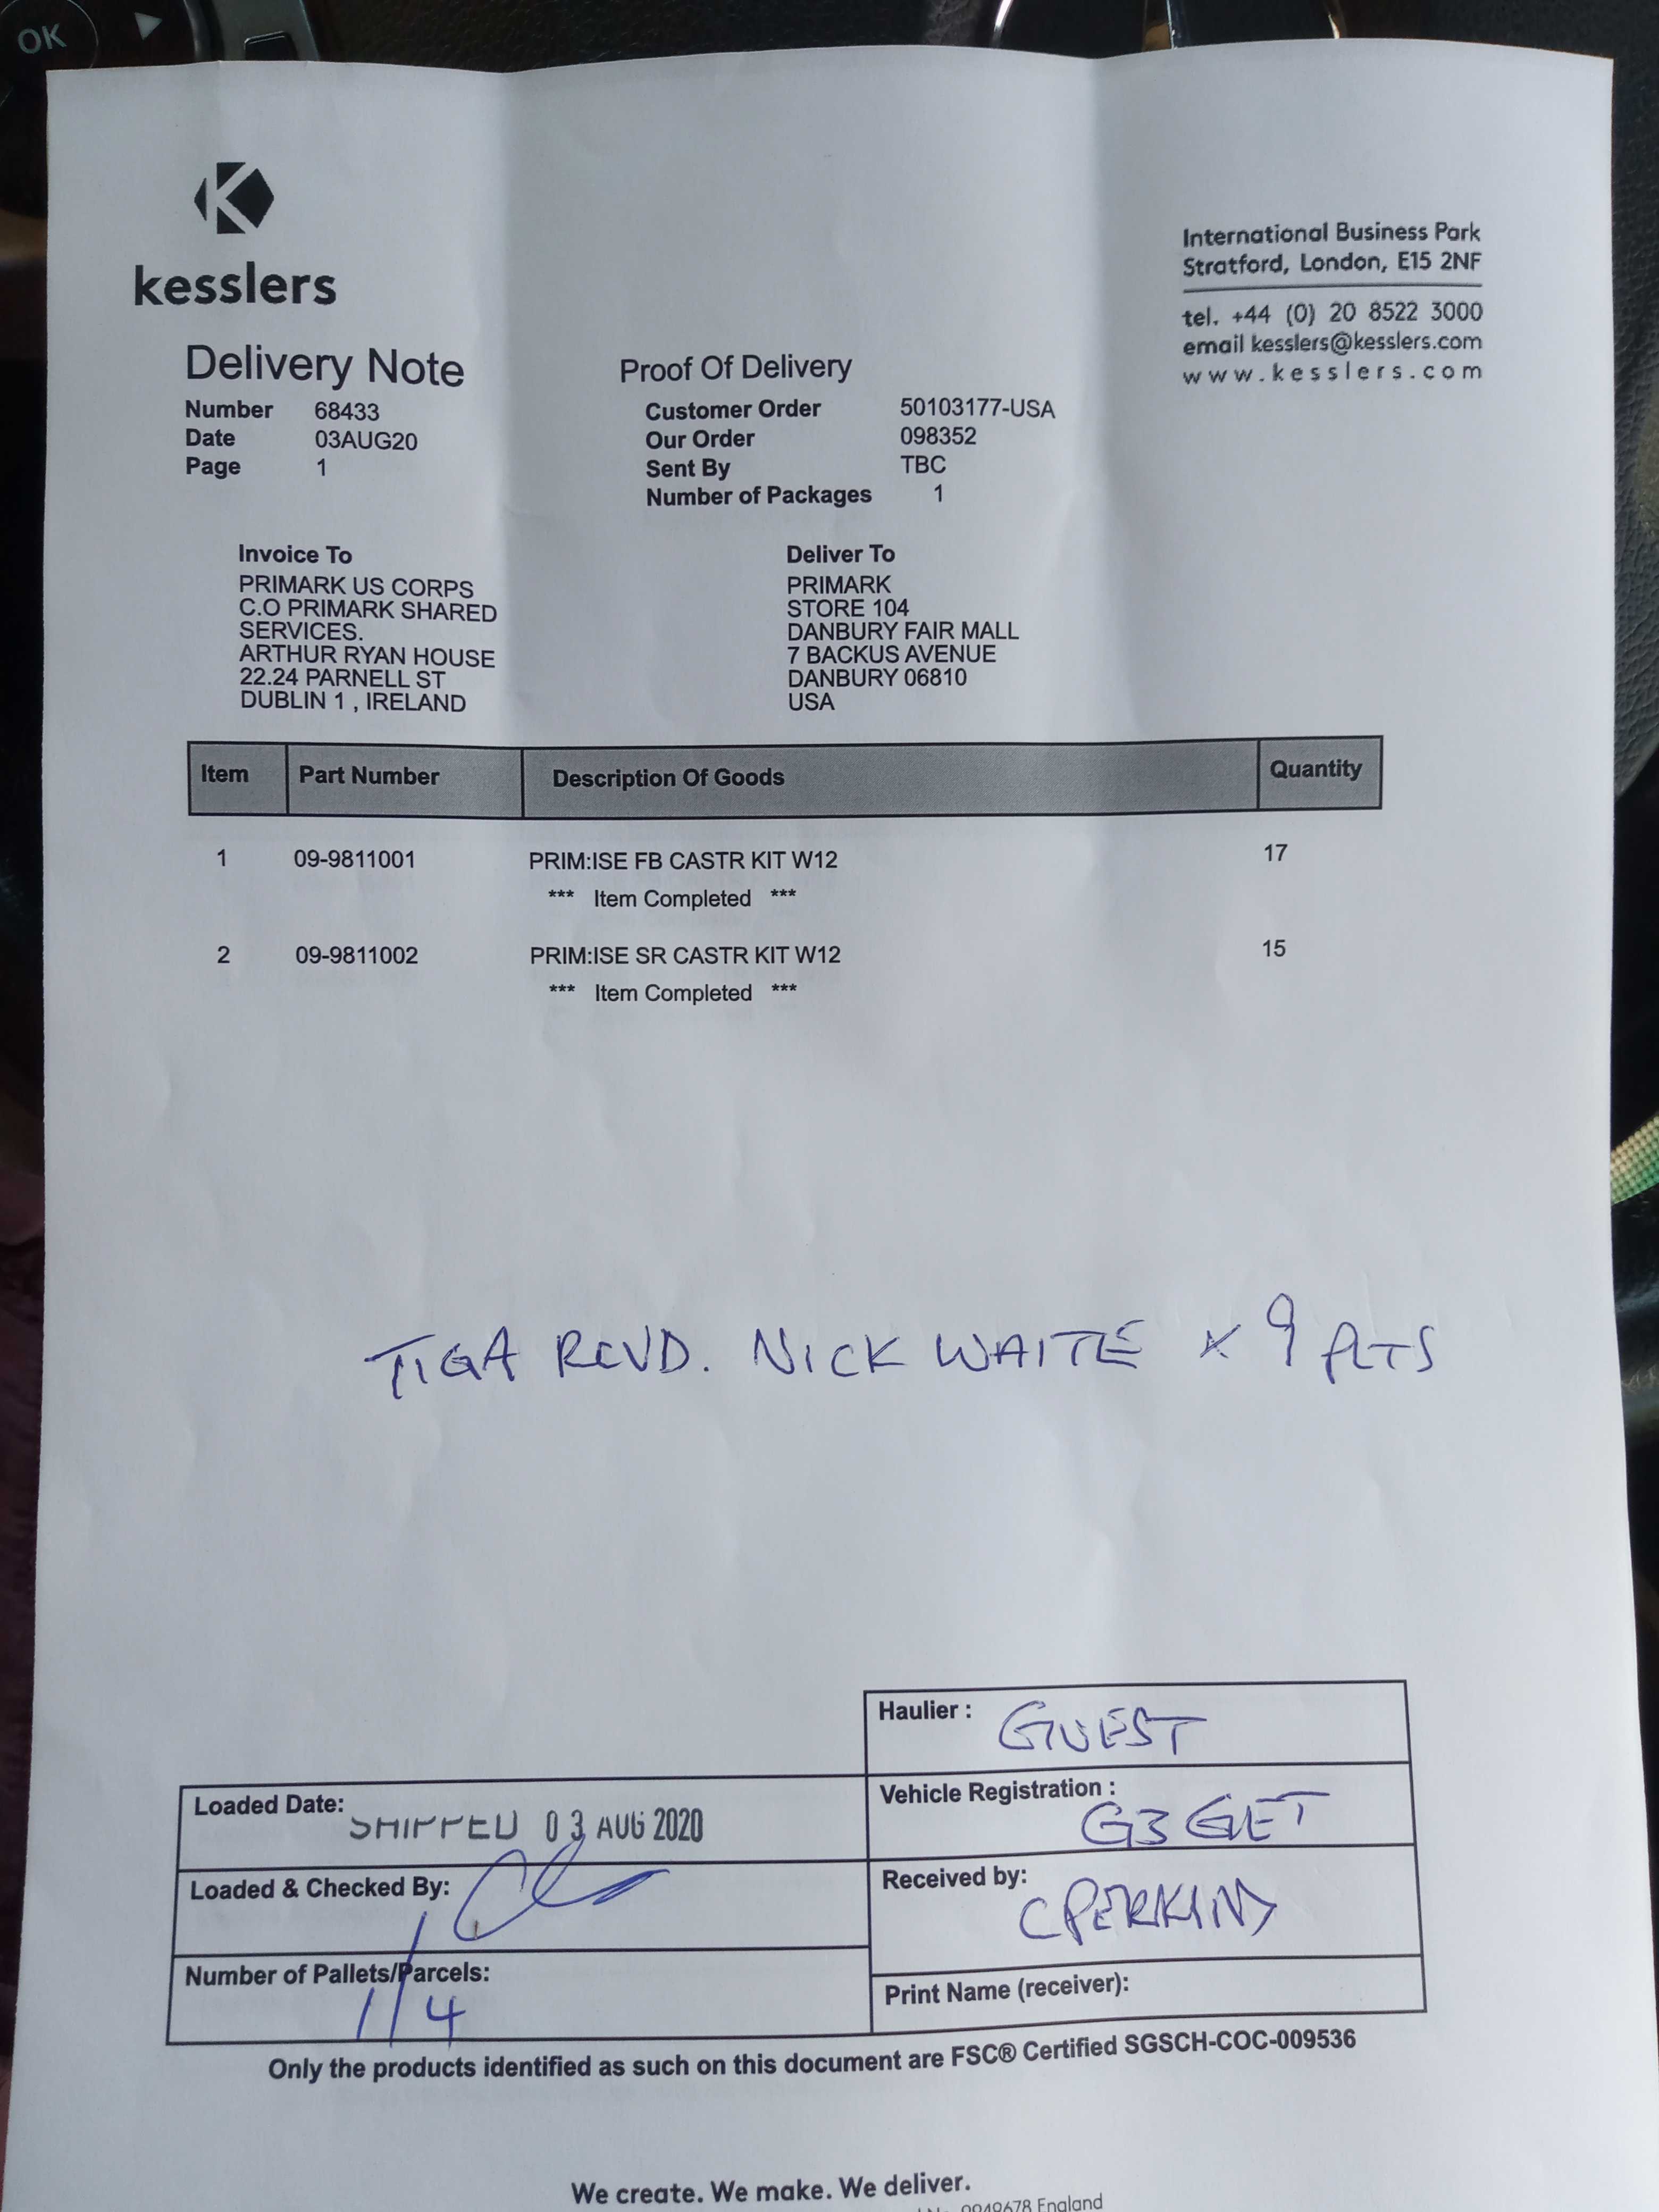 OK
kesslers
International Business Park
Stratford, London, E15 2NF
tel. +44 (0) 20 8522 3000
email kesslers@kesslers.com
www.kesslers.com
Delivery Note
Number 68433
Date 03AUG20
Page 1
Proof Of Delivery
Customer Order 50103177-USA
Our Order 098352
Sent By TBC
Number of Packages 1
Invoice To
PRIMARK US CORPS
C.O PRIMARK SHARED
SERVICES.
ARTHUR RYAN HOUSE
22.24 PARNELL ST
DUBLIN 1 , IRELAND
Deliver To
PRIMARK
STORE 104
DANBURY FAIR MALL
7 BACKUS AVENUE
DANBURY 06810
USA
Item Part Number Description Of Goods Quantity
1 09-9811001 PRIM:ISE FB CASTR KIT W12 17
*** Item Completed ***
2 09-9811002 PRIM:ISE SR CASTR KIT W12 15
*** Item Completed ***
TIGA RCVD. NICK WAITE x 9 PLTS
Haulier : GUEST
Vehicle Registration : G3 GET
Received by: C PERKINS
Print Name (receiver):
Loaded Date: SHIPPED 03 AUG 2020
Loaded & Checked By:
Number of Pallets/Parcels: 1/4
Only the products identified as such on this document are FSC® Certified SGSCH-COC-009536
We create. We make. We deliver.
England